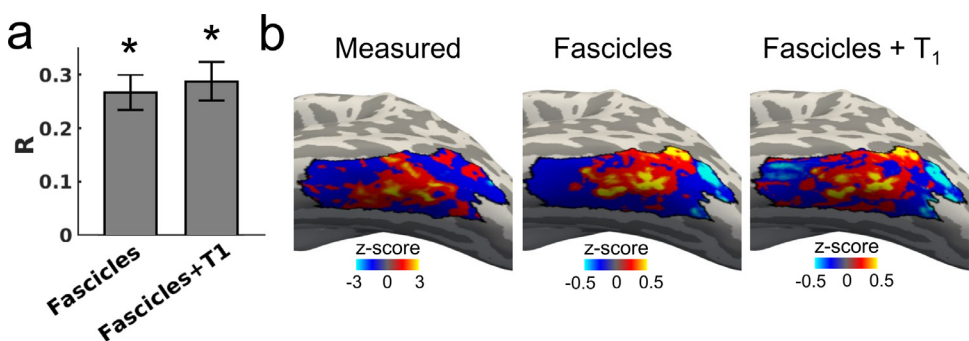 a
*
*
0.3
0.2
0.1
0
R
Fascicles
Fascicles+T1
b
Measured
Fascicles
Fascicles + T₁
z-score
-3 0 3
z-score
-0.5 0 0.5
z-score
-0.5 0 0.5